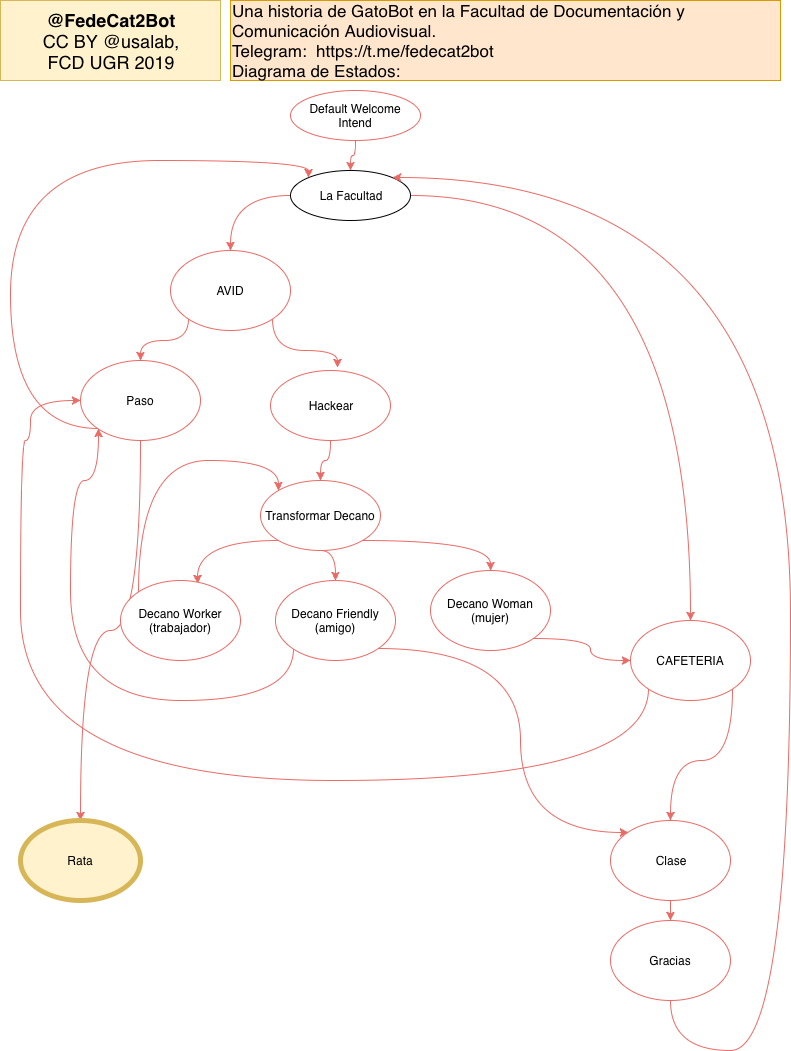 @FedeCat2Bot
CC BY @usalab,
FCD UGR 2019
Una historia de GatoBot en la Facultad de Documentación y
Comunicación Audiovisual.
Telegram:  https://t.me/fedecat2bot
Diagrama de Estados:
Default Welcome
Intend
La Facultad
AVID
Paso
Hackear
Transformar Decano
Decano Worker
(trabajador)
Decano Friendly
(amigo)
Decano Woman
(mujer)
CAFETERIA
Rata
Clase
Gracias